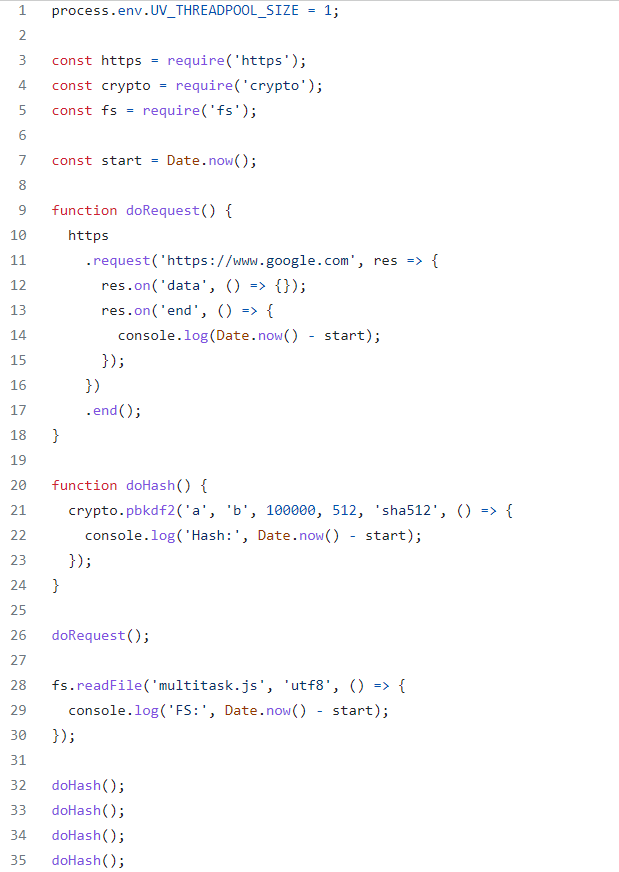 1 process.env.UV_THREADPOOL_SIZE = 1;
2
3 const https = require('https');
4 const crypto = require('crypto');
5 const fs = require('fs');
6
7 const start = Date.now();
8
9 function doRequest() {
10   https
11     .request('https://www.google.com', res => {
12       res.on('data', () => {});
13       res.on('end', () => {
14         console.log(Date.now() - start);
15       });
16     })
17     .end();
18 }
19
20 function doHash() {
21   crypto.pbkdf2('a', 'b', 100000, 512, 'sha512', () => {
22     console.log('Hash:', Date.now() - start);
23   });
24 }
25
26 doRequest();
27
28 fs.readFile('multitask.js', 'utf8', () => {
29   console.log('FS:', Date.now() - start);
30 });
31
32 doHash();
33 doHash();
34 doHash();
35 doHash();